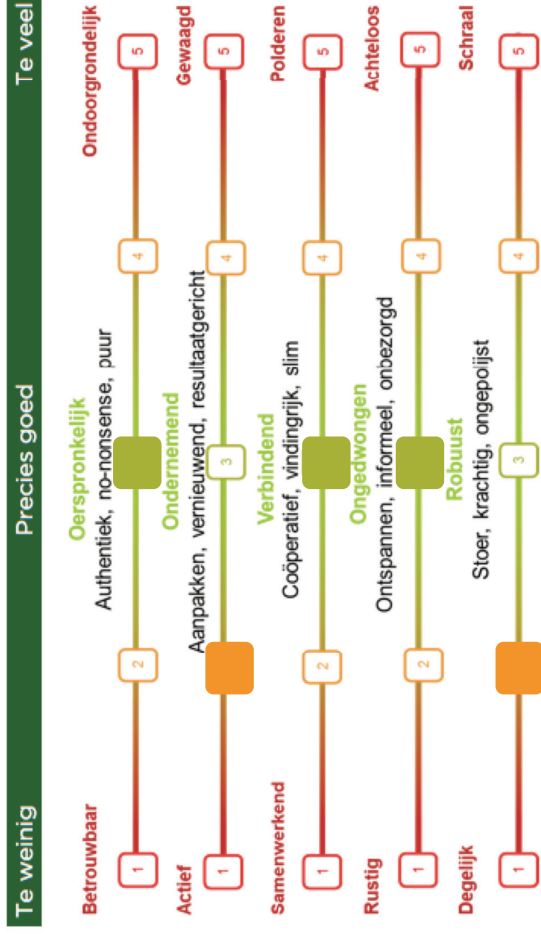 Te weinig Precies goed Te veel
Oerspronkelijk
Betrouwbaar Authentiek, no-nonsense, puur Ondoorgrondelijk
1 2 4 5
Ondernemend
Actief Aanpakken, vernieuwend, resultaatgericht Gewaagd
1 3 4 5
Verbindend
Samenwerkend Coöperatief, vindingrijk, slim Polderen
1 2 4 5
Ongedwongen
Rustig Ontspannen, informeel, onbezorgd Achteloos
1 2 4 5
Robuust
Degelijk Stoer, krachtig, ongepolijst Schraal
1 3 4 5